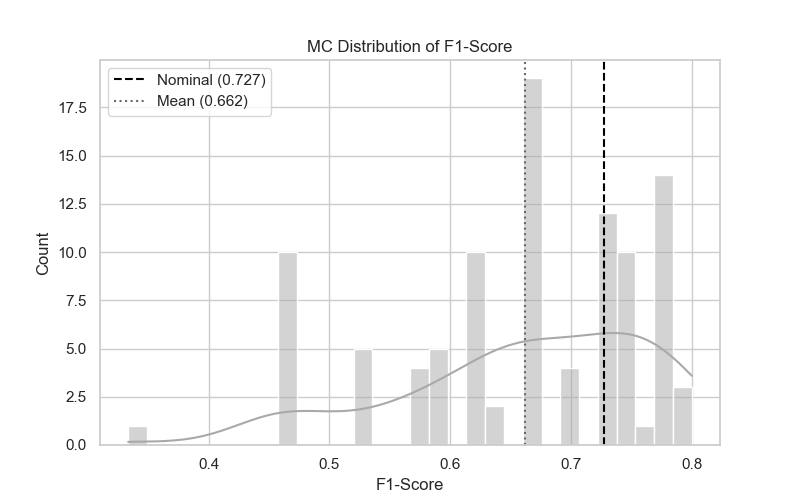 MC Distribution of F1-Score
Nominal (0.727)
Mean (0.662)
17.5
15.0
12.5
10.0
7.5
5.0
2.5
0.0
Count
0.4 0.5 0.6 0.7 0.8
F1-Score